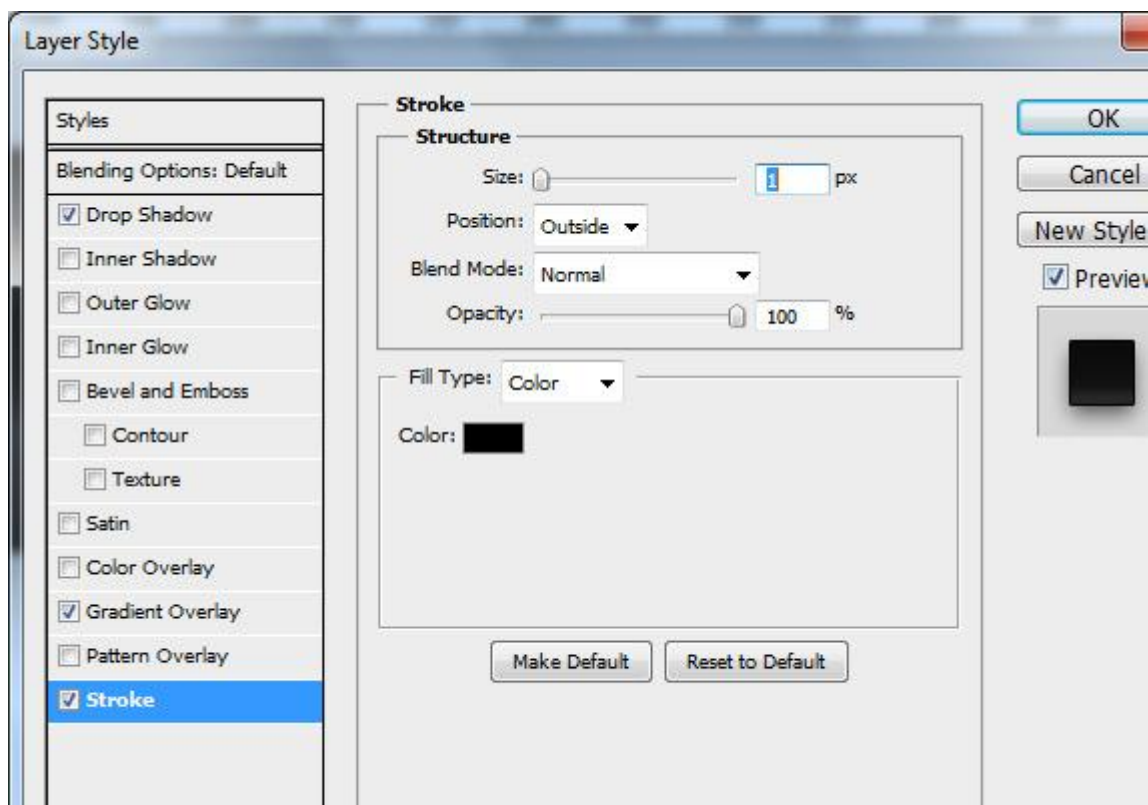 Layer Style
Styles
Blending Options: Default
Drop Shadow
Inner Shadow
Outer Glow
Inner Glow
Bevel and Emboss
Contour
Texture
Satin
Color Overlay
Gradient Overlay
Pattern Overlay
Stroke
Stroke
Structure
Size: 1 px
Position: Outside
Blend Mode: Normal
Opacity: 100 %
Fill Type: Color
Color:
Make Default Reset to Default
OK
Cancel
New Style
Preview